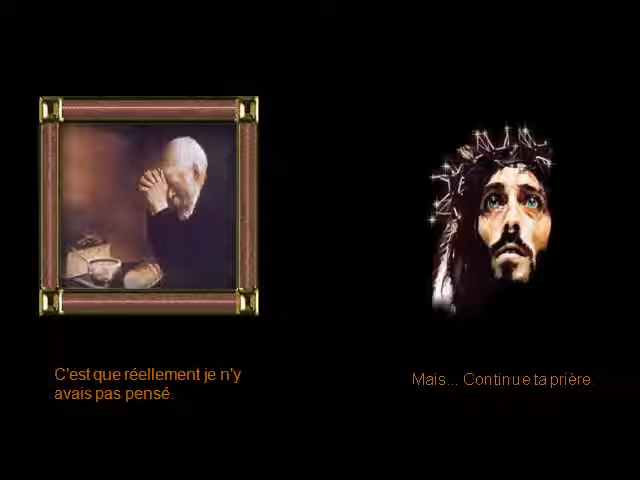 C'est que réellement je n'y
avais pas pensé.
Mais... Continue ta prière.